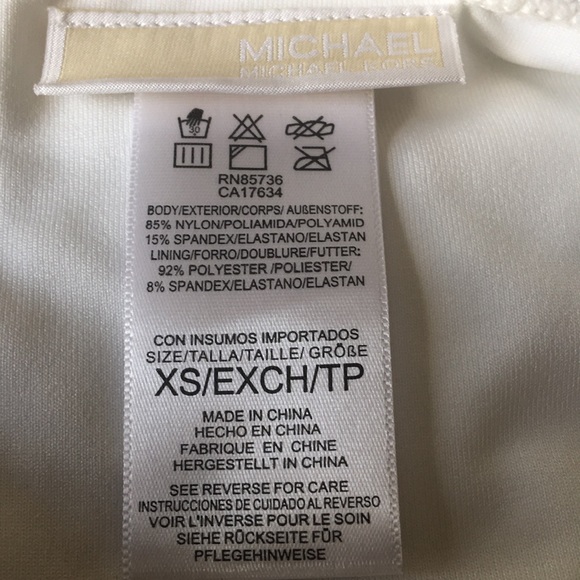 MICHAEL
MICHAEL KORS
30
RN85736
CA17634
BODY/EXTERIOR/CORPS/ AUßENSTOFF:
85% NYLON/POLIAMIDA/POLYAMID
15% SPANDEX/ELASTANO/ELASTAN
LINING/FORRO/DOUBLURE/FUTTER:
92% POLYESTER /POLIESTER/
8% SPANDEX/ELASTANO/ELASTAN
CON INSUMOS IMPORTADOS
SIZE/TALLA/TAILLE/ GRÖßE
XS/EXCH/TP
MADE IN CHINA
HECHO EN CHINA
FABRIQUE EN CHINE
HERGESTELLT IN CHINA
SEE REVERSE FOR CARE
INSTRUCCIONES DE CUIDADO AL REVERSO
VOIR L'INVERSE POUR LE SOIN
SIEHE RÜCKSEITE FÜR
PFLEGEHINWEISE